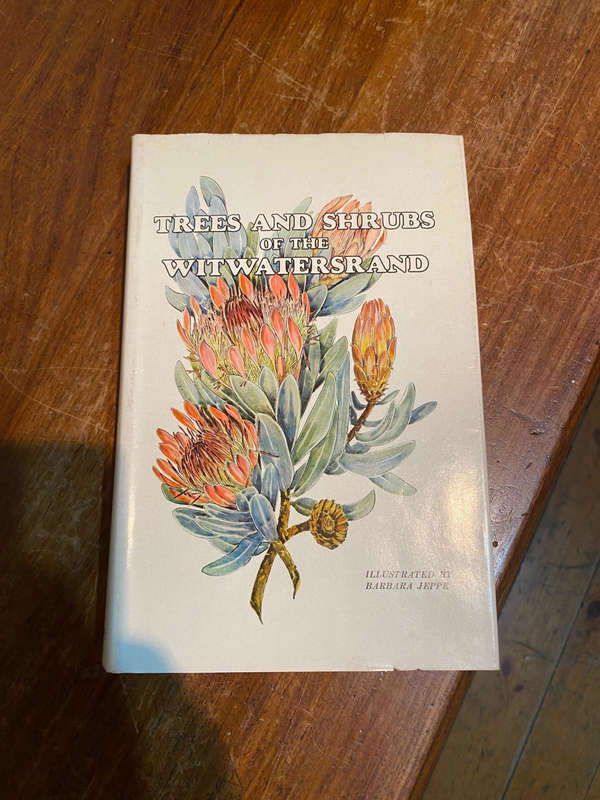 TREES AND SHRUBS
OF THE
WITWATERSRAND
ILLUSTRATED BY
BARBARA JEPPE